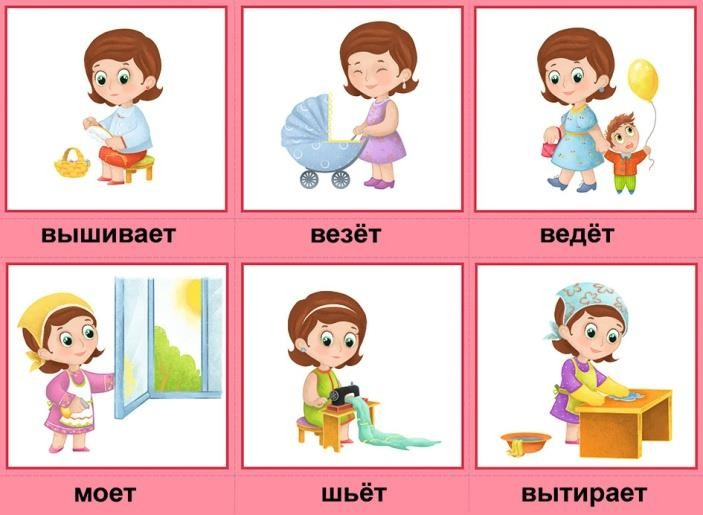 вышивает
везёт
ведёт
моет
шьёт
вытирает